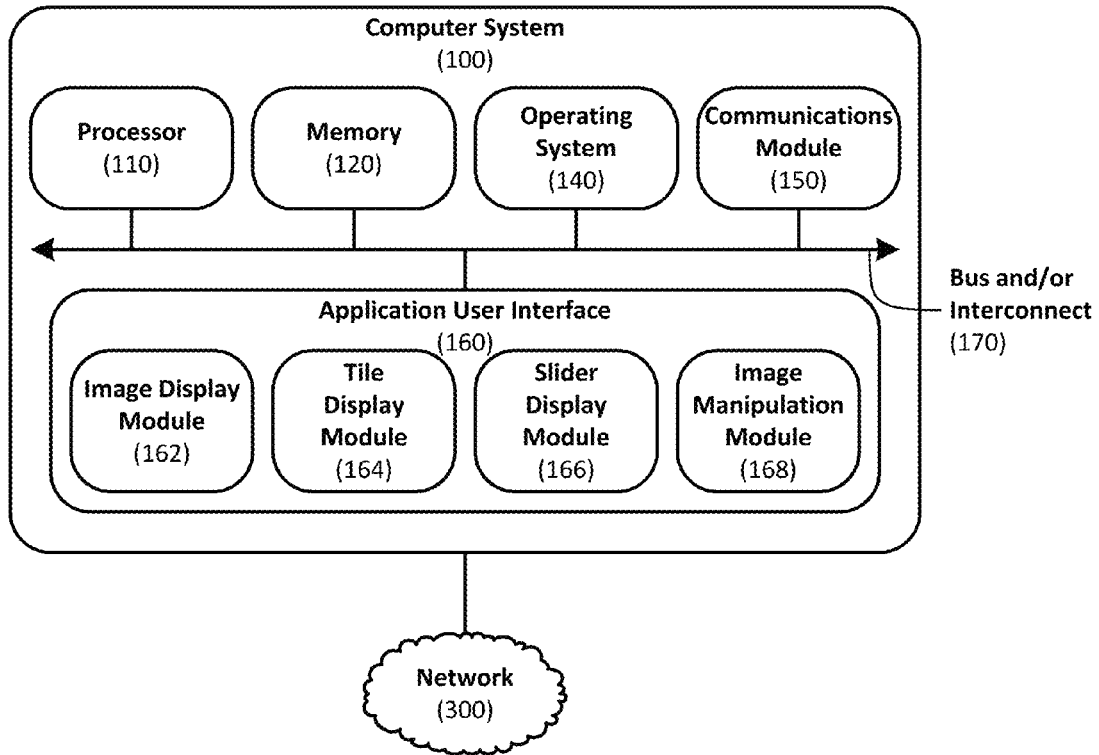 Computer System
(100)
Processor
(110)
Memory
(120)
Operating
System
(140)
Communications
Module
(150)
Bus and/or
Interconnect
(170)
Application User Interface
(160)
Image Display
Module
(162)
Tile
Display
Module
(164)
Slider
Display
Module
(166)
Image
Manipulation
Module
(168)
Network
(300)